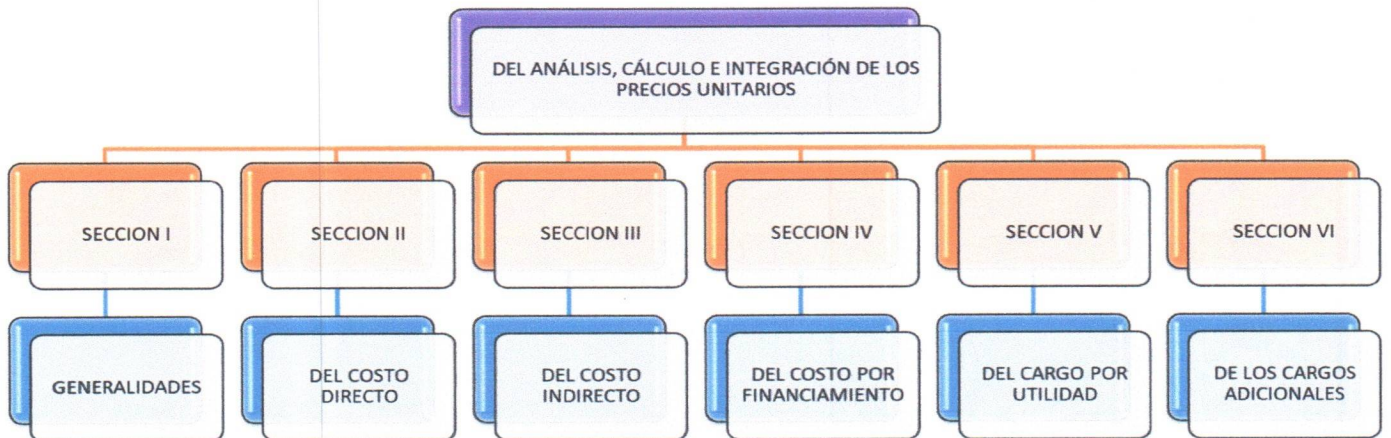 DEL ANÁLISIS, CÁLCULO E INTEGRACIÓN DE LOS
PRECIOS UNITARIOS
SECCION I
SECCION II
SECCION III
SECCION IV
SECCION V
SECCION VI
GENERALIDADES
DEL COSTO
DIRECTO
DEL COSTO
INDIRECTO
DEL COSTO POR
FINANCIAMIENTO
DEL CARGO POR
UTILIDAD
DE LOS CARGOS
ADICIONALES